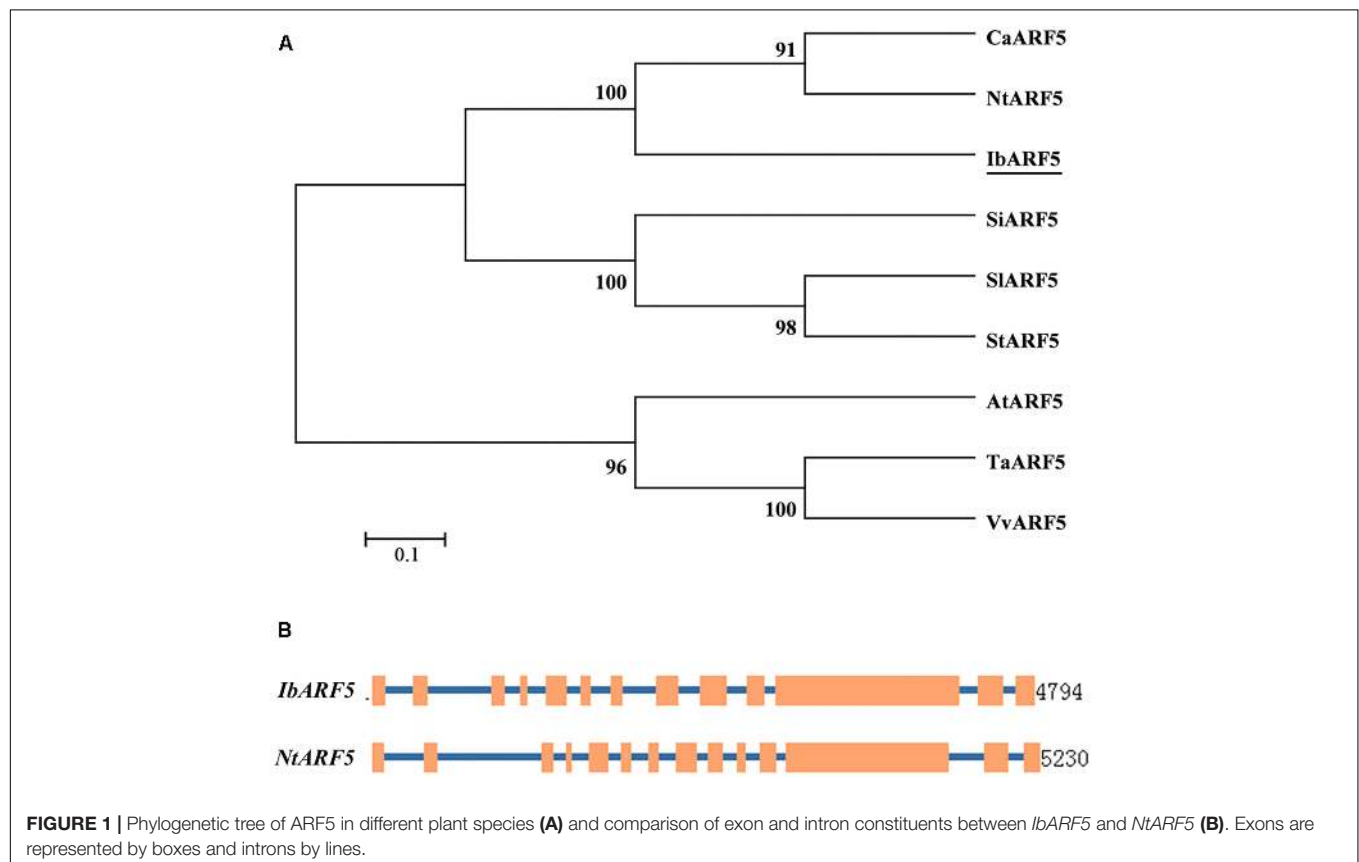 A
CaARF5
91
NtARF5
100
IbARF5
SiARF5
100
SlARF5
98
StARF5
AtARF5
96
TaARF5
100
VvARF5
0.1
B
IbARF5
4794
NtARF5
5230
FIGURE 1 | Phylogenetic tree of ARF5 in different plant species (A) and comparison of exon and intron constituents between IbARF5 and NtARF5 (B). Exons are
represented by boxes and introns by lines.